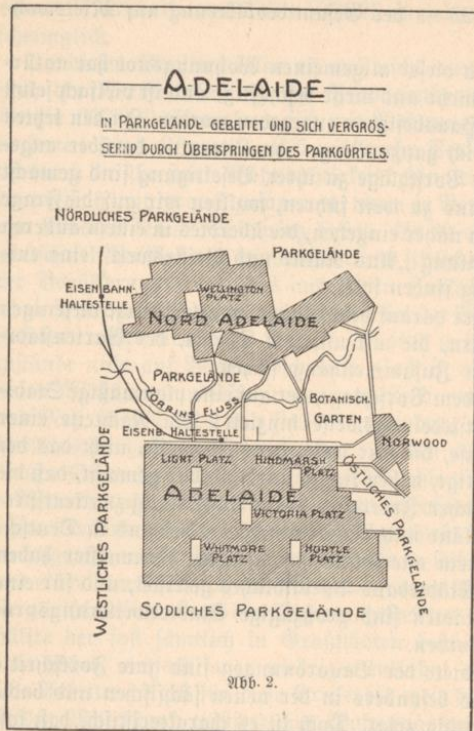 ADELAIDE
IN PARKGELÄNDE GEBETTET UND SICH VERGRÖS-
SERND DURCH ÜBERSPRINGEN DES PARKGÜRTELS.
NÖRDLICHES PARKGELÄNDE
PARKGELÄNDE
EISENBAHN-
HALTESTELLE
WELLINGTON
PLATZ
NORD ADELAIDE
PARKGELÄNDE
TORRINS FLUSS
BOTANISCH.
GARTEN
EISENB. HALTESTELLE
NORWOOD
LIGHT PLATZ
HINDMARSH
PLATZ
ADELAIDE
VICTORIA PLATZ
WHITMORE
PLATZ
HURTLE
PLATZ
WESTLICHES PARKGELÄNDE
ÖSTLICHES PARKGELÄNDE
SÜDLICHES PARKGELÄNDE
Abb. 2.